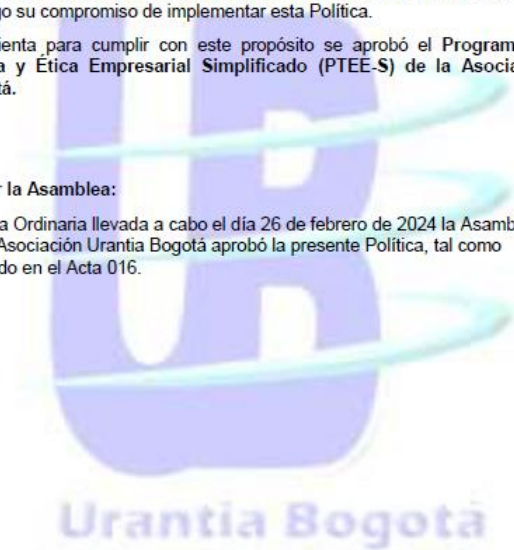 go su compromiso de implementar esta Política.
ienta para cumplir con este propósito se aprobó el Program
a y Ética Empresarial Simplificado (PTEE-S) de la Asocia
tá.
r la Asamblea:
a Ordinaria llevada a cabo el día 26 de febrero de 2024 la Asamb
Asociación Urantia Bogotá aprobó la presente Política, tal como
do en el Acta 016.
UB
Urantia Bogotá